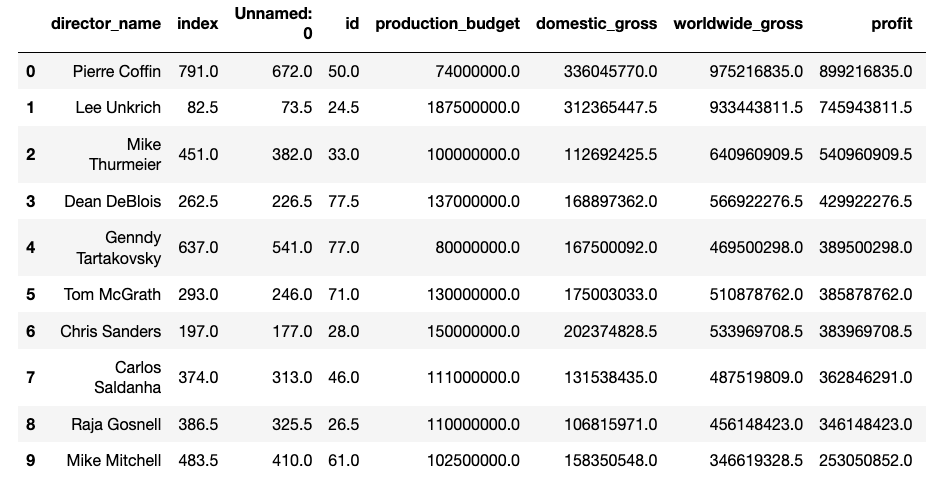 director_name index Unnamed: 0 id production_budget domestic_gross worldwide_gross profit
0 Pierre Coffin 791.0 672.0 50.0 74000000.0 336045770.0 975216835.0 899216835.0
1 Lee Unkrich 82.5 73.5 24.5 187500000.0 312365447.5 933443811.5 745943811.5
2 Mike Thurmeier 451.0 382.0 33.0 100000000.0 112692425.5 640960909.5 540960909.5
3 Dean DeBlois 262.5 226.5 77.5 137000000.0 168897362.0 566922276.5 429922276.5
4 Genndy Tartakovsky 637.0 541.0 77.0 80000000.0 167500092.0 469500298.0 389500298.0
5 Tom McGrath 293.0 246.0 71.0 130000000.0 175003033.0 510878762.0 385878762.0
6 Chris Sanders 197.0 177.0 28.0 150000000.0 202374828.5 533969708.5 383969708.5
7 Carlos Saldanha 374.0 313.0 46.0 111000000.0 131538435.0 487519809.0 362846291.0
8 Raja Gosnell 386.5 325.5 26.5 110000000.0 106815971.0 456148423.0 346148423.0
9 Mike Mitchell 483.5 410.0 61.0 102500000.0 158350548.0 346619328.5 253050852.0